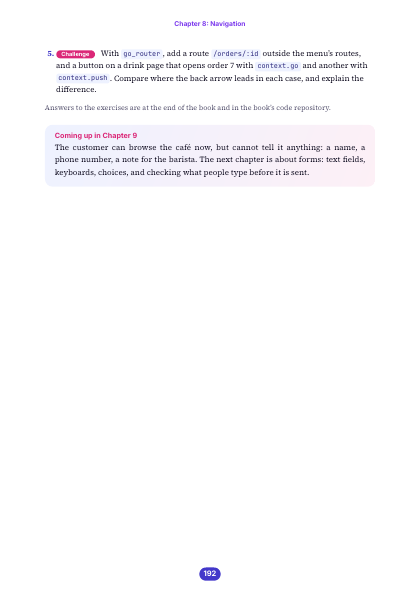 Chapter 8: Navigation
5. Challenge With go_router, add a route /orders/:id outside the menu's routes,
and a button on a drink page that opens order 7 with context.go and another with
context.push. Compare where the back arrow leads in each case, and explain the
difference.
Answers to the exercises are at the end of the book and in the book's code repository.
Coming up in Chapter 9
The customer can browse the café now, but cannot tell it anything: a name, a
phone number, a note for the barista. The next chapter is about forms: text fields,
keyboards, choices, and checking what people type before it is sent.
192